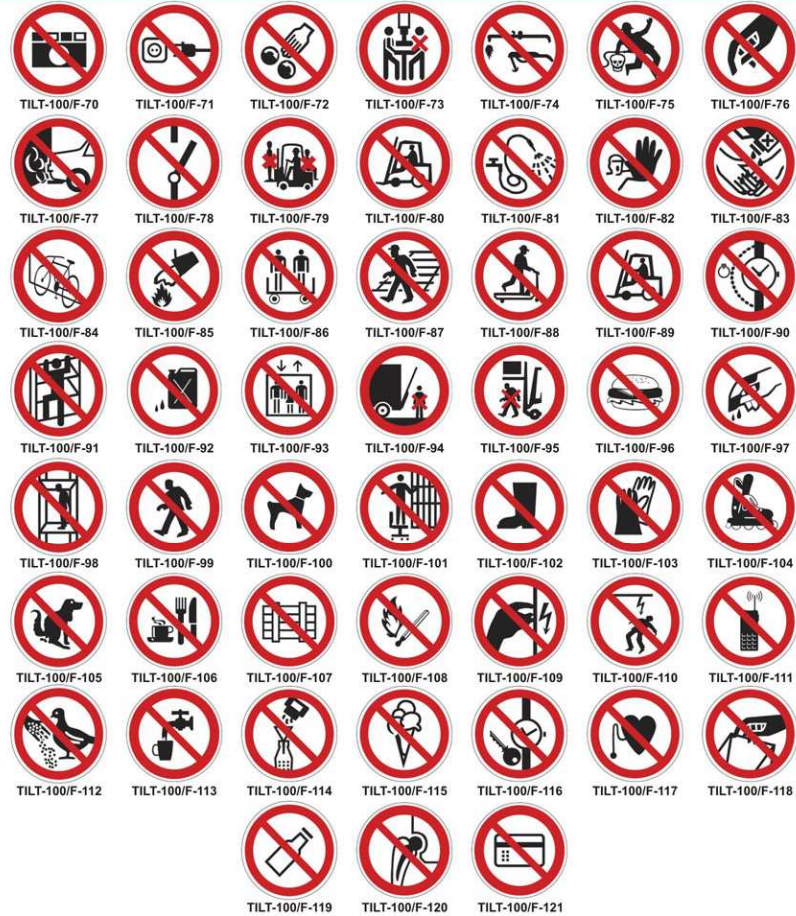 TILT-100/F-70 TILT-100/F-71 TILT-100/F-72 TILT-100/F-73 TILT-100/F-74 TILT-100/F-75 TILT-100/F-76
TILT-100/F-77 TILT-100/F-78 TILT-100/F-79 TILT-100/F-80 TILT-100/F-81 TILT-100/F-82 TILT-100/F-83
TILT-100/F-84 TILT-100/F-85 TILT-100/F-86 TILT-100/F-87 TILT-100/F-88 TILT-100/F-89 TILT-100/F-90
TILT-100/F-91 TILT-100/F-92 TILT-100/F-93 TILT-100/F-94 TILT-100/F-95 TILT-100/F-96 TILT-100/F-97
TILT-100/F-98 TILT-100/F-99 TILT-100/F-100 TILT-100/F-101 TILT-100/F-102 TILT-100/F-103 TILT-100/F-104
TILT-100/F-105 TILT-100/F-106 TILT-100/F-107 TILT-100/F-108 TILT-100/F-109 TILT-100/F-110 TILT-100/F-111
TILT-100/F-112 TILT-100/F-113 TILT-100/F-114 TILT-100/F-115 TILT-100/F-116 TILT-100/F-117 TILT-100/F-118
TILT-100/F-119 TILT-100/F-120 TILT-100/F-121